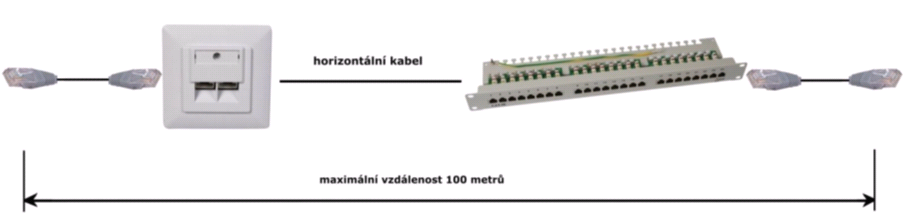 horizontální kabel
maximální vzdálenost 100 metrů